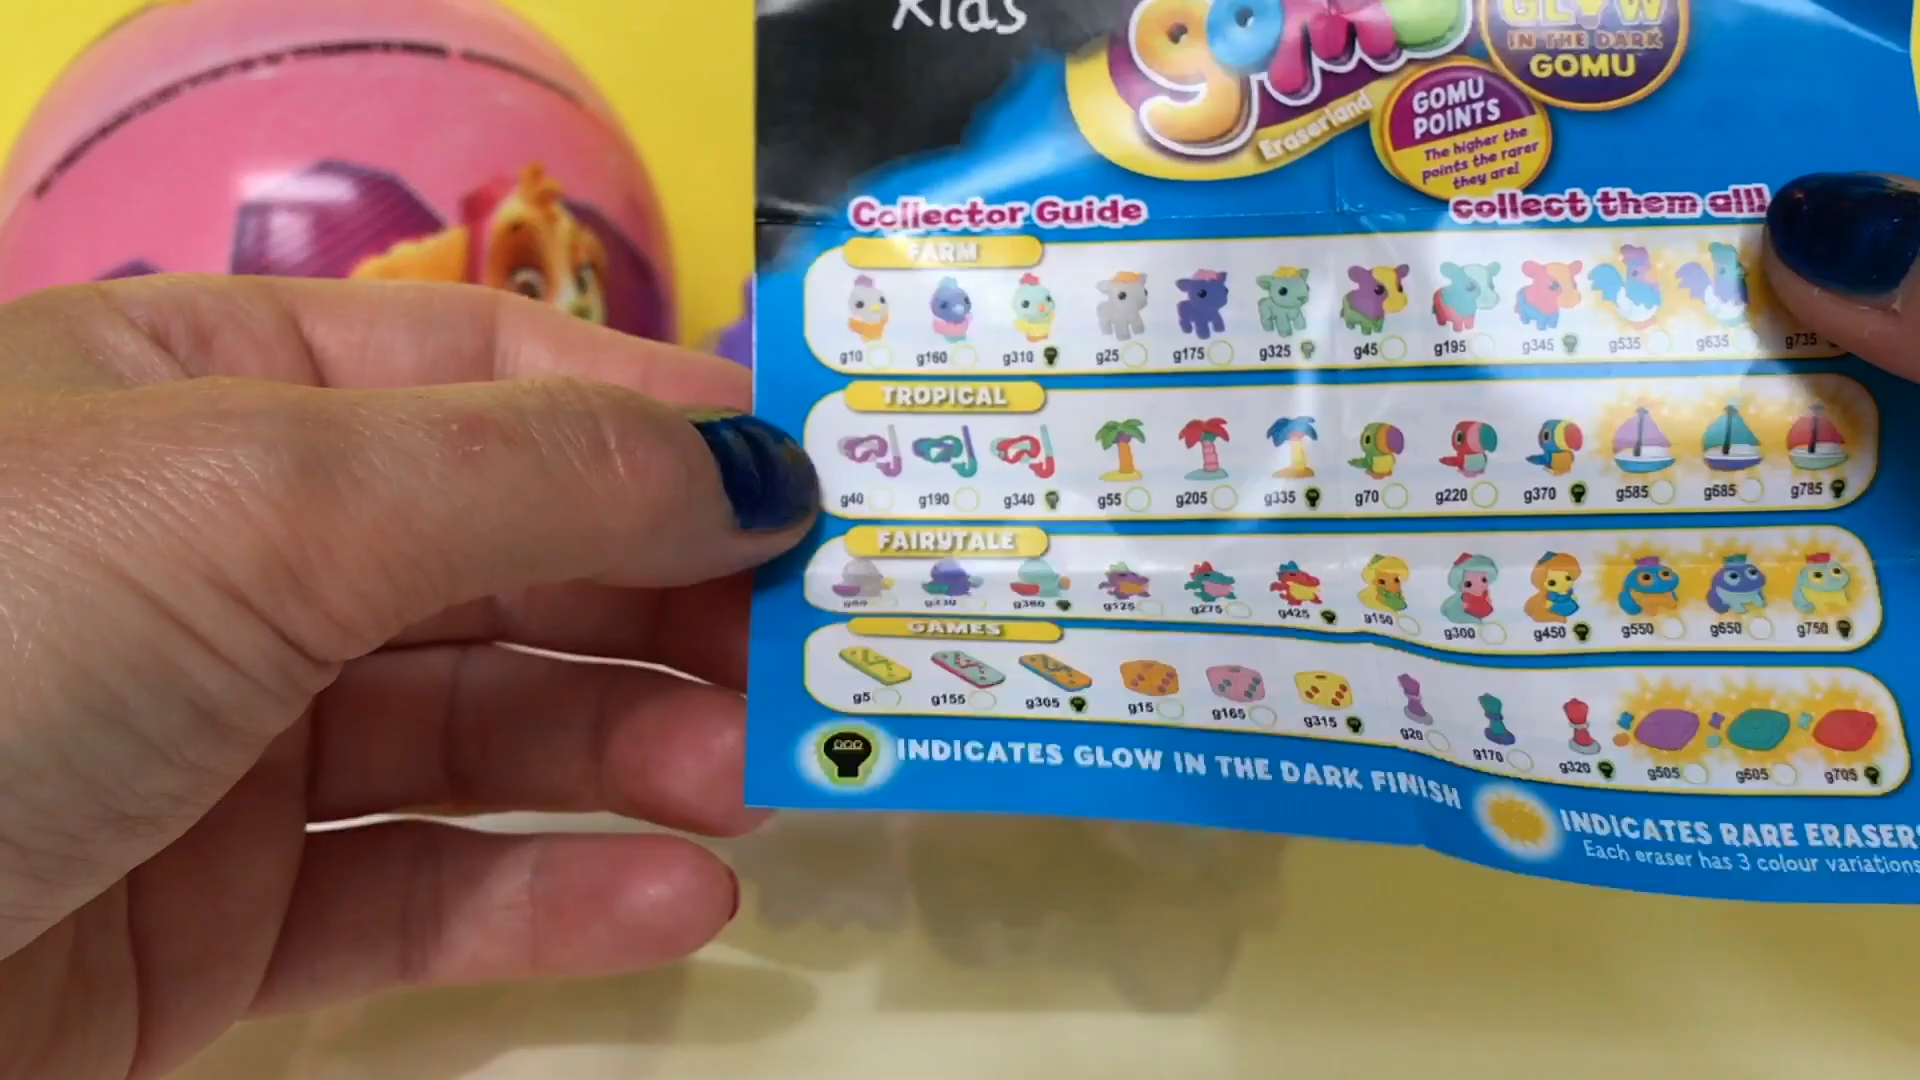 Kids
gomu
Eraserland
GLOW
IN THE DARK
GOMU
GOMU
POINTS
The higher the
points the rarer
they are!
Collector Guide
collect them all!
FARM
g10 g160 g310 g25 g175 g325 g45 g195 g345 g535 g635 g735
TROPICAL
g40 g190 g340 g55 g205 g335 g70 g220 g370 g585 g685 g785
FAIRYTALE
g125 g275 g425 g150 g300 g450 g550 g650 g750
GAMES
g5 g155 g305 g15 g165 g315 g20 g170 g320 g505 g605 g705
INDICATES GLOW IN THE DARK FINISH
INDICATES RARE ERASER
Each eraser has 3 colour variations